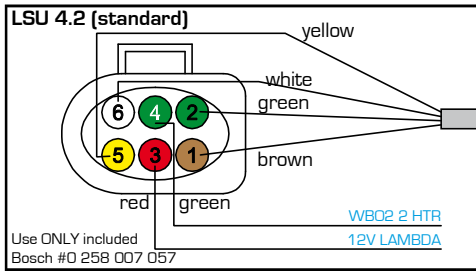 LSU 4.2 (standard)
yellow
white
green
6 4 2
5 3 1
brown
red green
WBO2 2 HTR
12V LAMBDA
Use ONLY included
Bosch #0 258 007 057